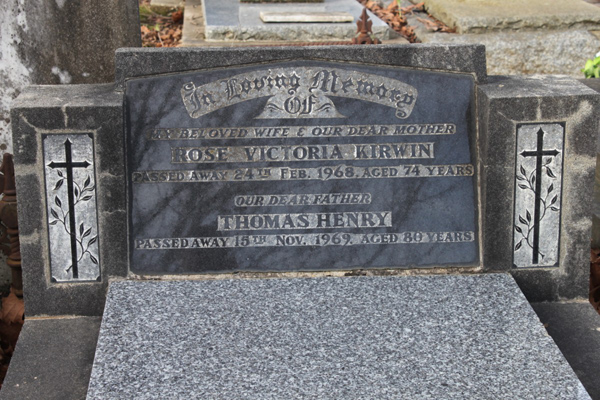 In Loving Memory
OF
MY BELOVED WIFE & OUR DEAR MOTHER
ROSE VICTORIA KIRWIN
PASSED AWAY 24TH FEB. 1968. AGED 74 YEARS.
OUR DEAR FATHER
THOMAS HENRY
PASSED AWAY 15TH NOV. 1969. AGED 80 YEARS